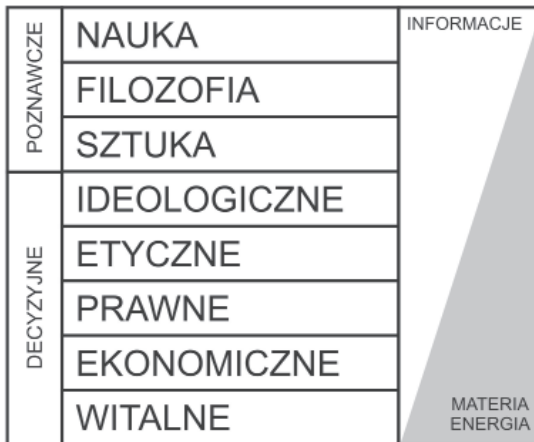 POZNAWCZE
NAUKA
FILOZOFIA
SZTUKA
DECYZYJNE
IDEOLOGICZNE
ETYCZNE
PRAWNE
EKONOMICZNE
WITALNE
INFORMACJE
MATERIA
ENERGIA